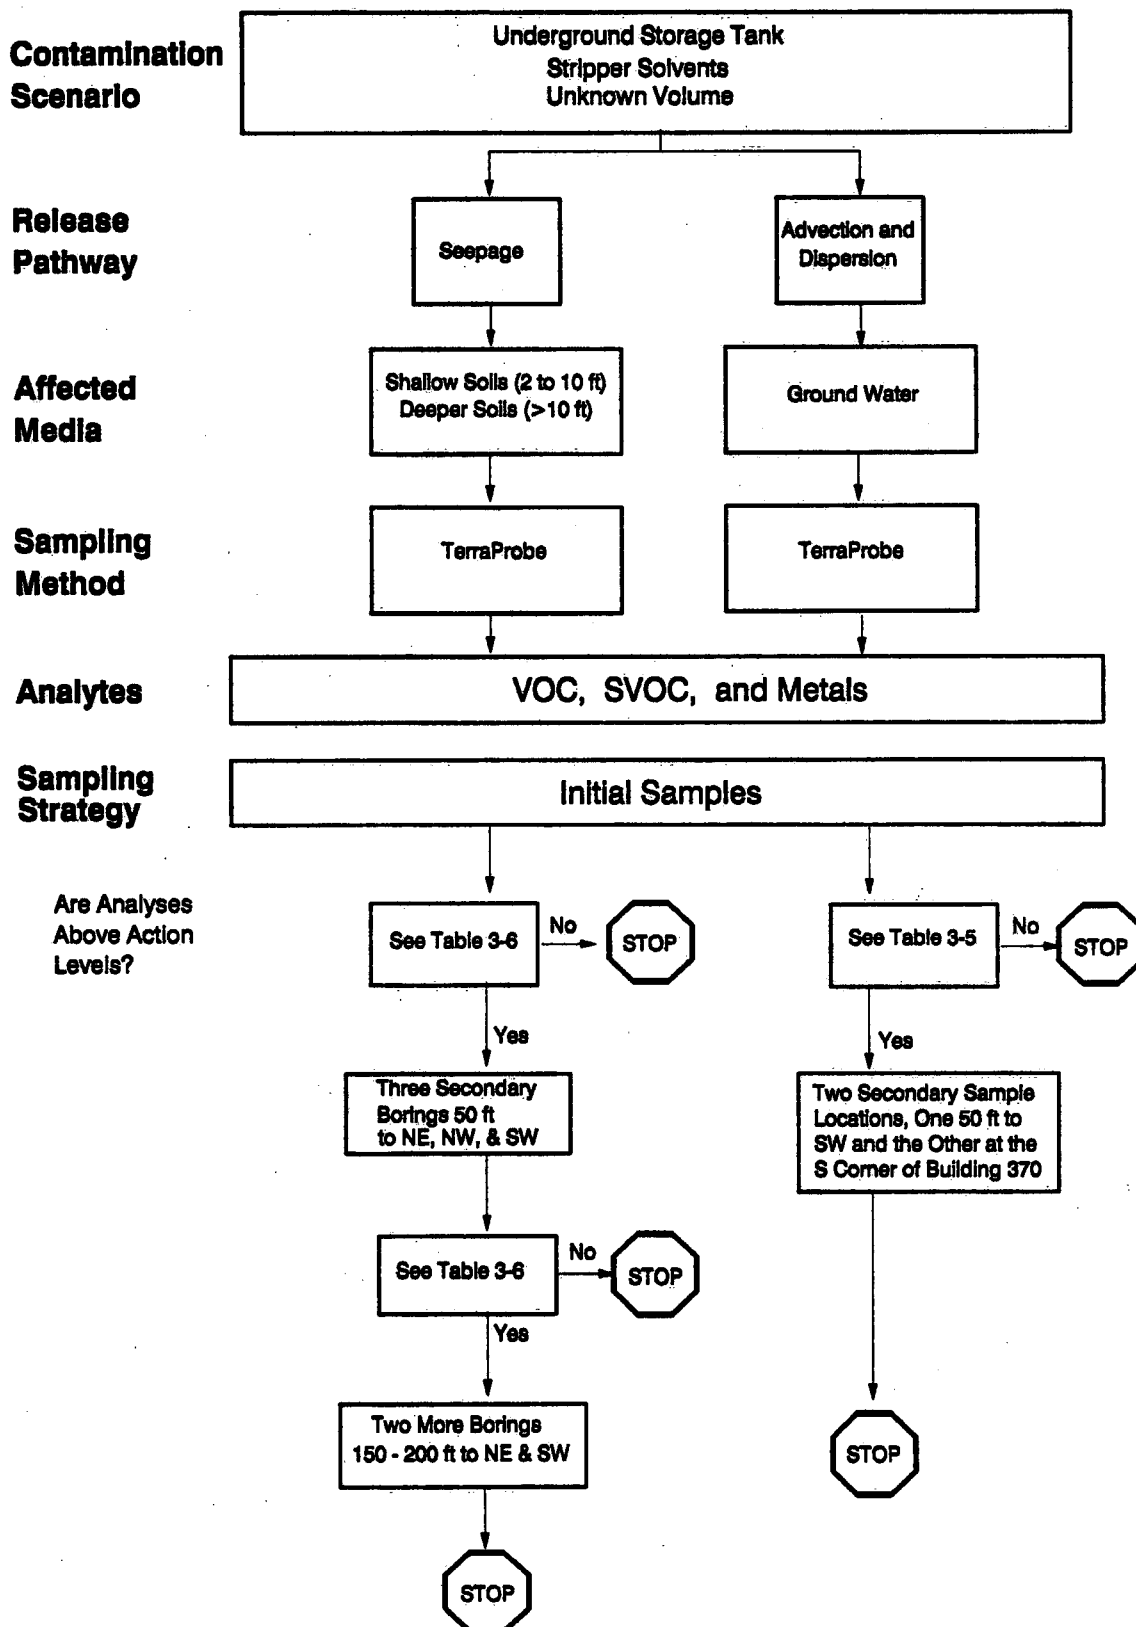 Contamination
Scenario
Underground Storage Tank
Stripper Solvents
Unknown Volume
Release
Pathway
Seepage
Advection and
Dispersion
Affected
Media
Shallow Soils (2 to 10 ft)
Deeper Soils (>10 ft)
Ground Water
Sampling
Method
TerraProbe
TerraProbe
Analytes
VOC, SVOC, and Metals
Sampling
Strategy
Initial Samples
Are Analyses
Above Action
Levels?
See Table 3-6
No
STOP
See Table 3-5
No
STOP
Yes
Yes
Three Secondary
Borings 50 ft
to NE, NW, & SW
Two Secondary Sample
Locations, One 50 ft to
SW and the Other at the
S Corner of Building 370
See Table 3-6
No
STOP
Yes
Two More Borings
150 - 200 ft to NE & SW
STOP
STOP